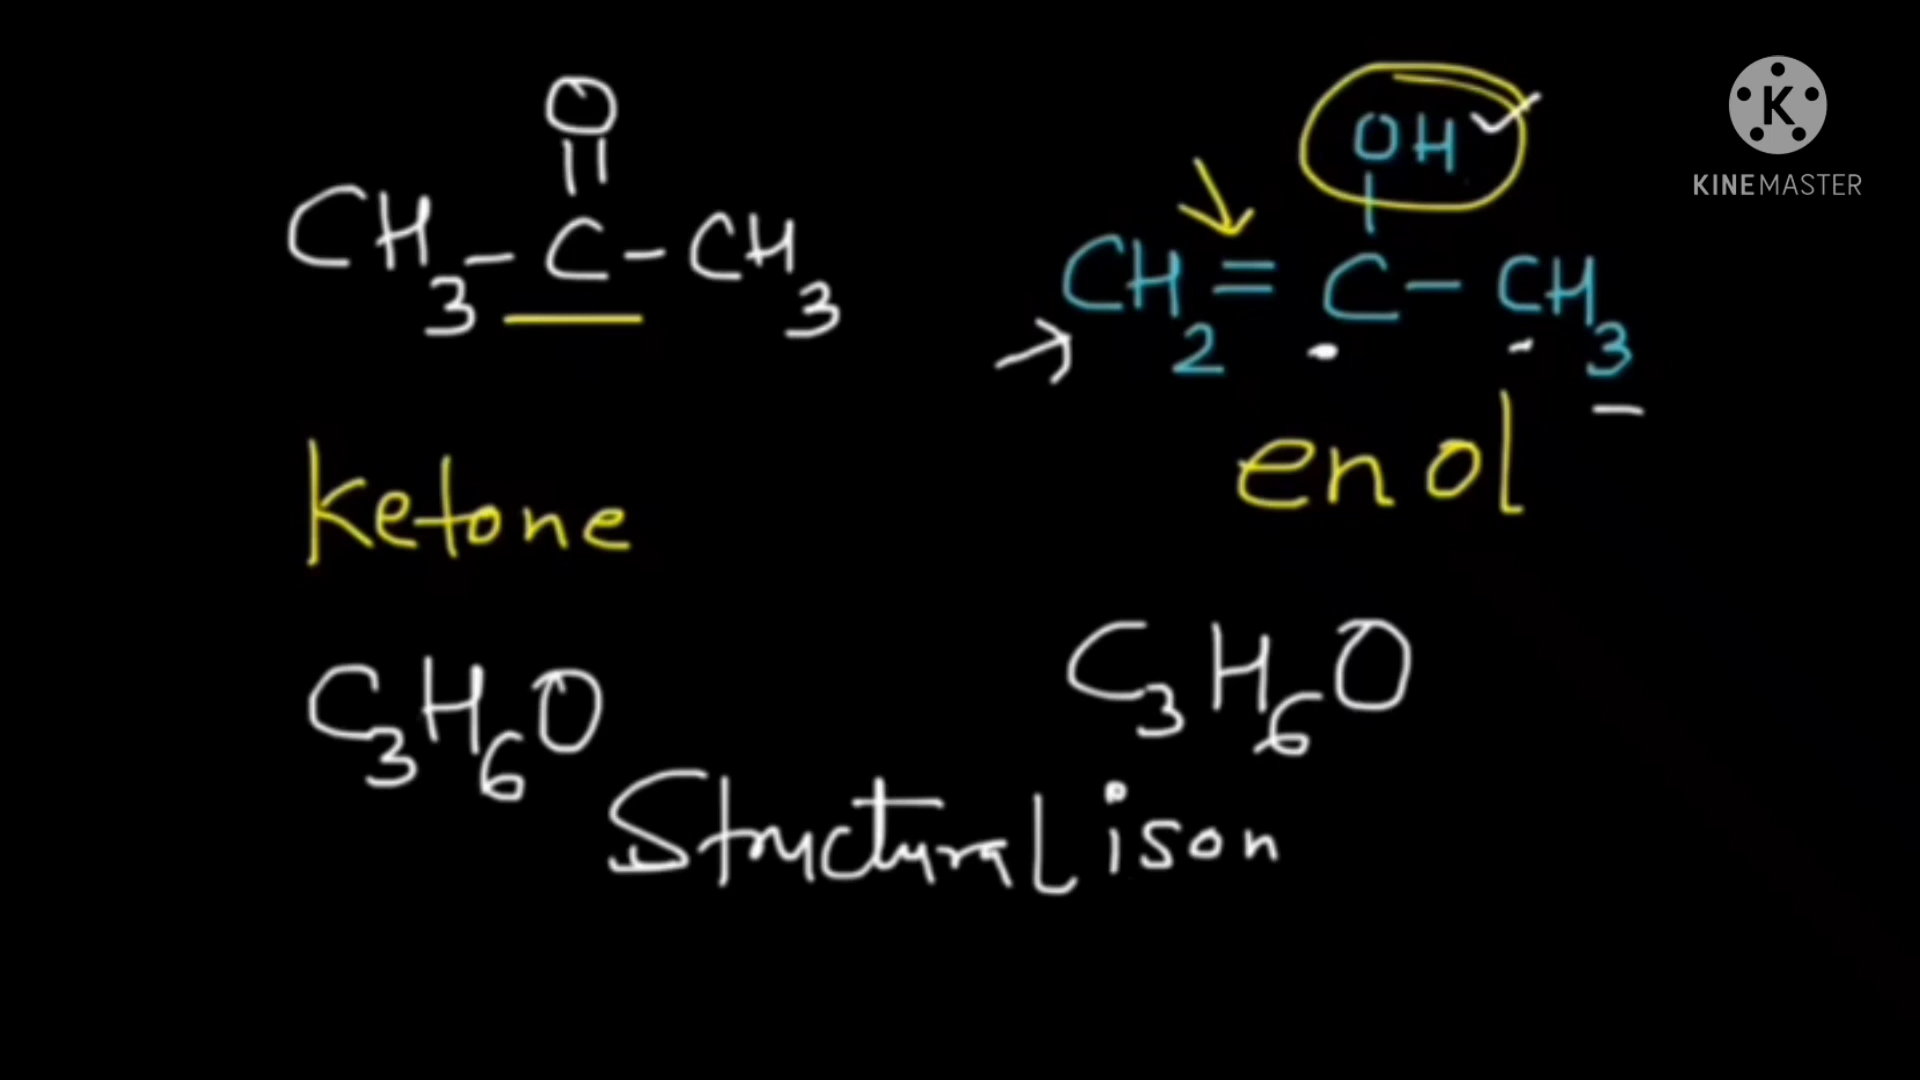 O
CH3-C-CH3
OH
CH2=C-CH3
Ketone
enol
C3H6O
C3H6O
Structural ison
K
KINEMASTER